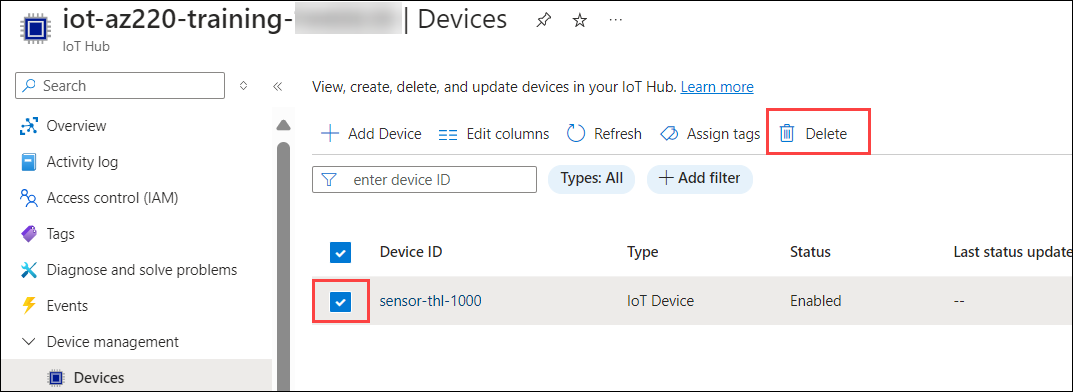 iot-az220-training- | Devices ...
IoT Hub
Search
View, create, delete, and update devices in your IoT Hub. Learn more
Overview
Activity log
Access control (IAM)
Tags
Diagnose and solve problems
Events
Device management
Devices
Add Device Edit columns Refresh Assign tags Delete
enter device ID Types: All Add filter
Device ID Type Status Last status update
sensor-thl-1000 IoT Device Enabled --